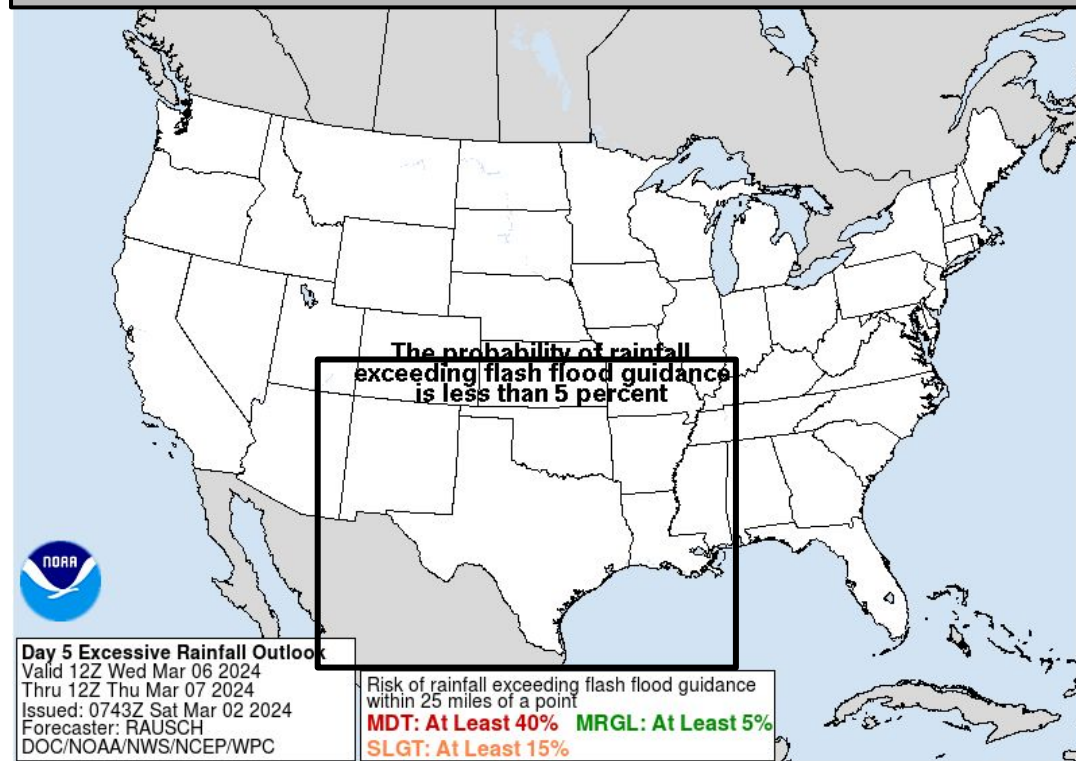 The probability of rainfall
exceeding flash flood guidance
is less than 5 percent
NOAA
Day 5 Excessive Rainfall Outlook
Valid 12Z Wed Mar 06 2024
Thru 12Z Thu Mar 07 2024
Issued: 0743Z Sat Mar 02 2024
Forecaster: RAUSCH
DOC/NOAA/NWS/NCEP/WPC
Risk of rainfall exceeding flash flood guidance
within 25 miles of a point
MDT: At Least 40% MRGL: At Least 5%
SLGT: At Least 15%